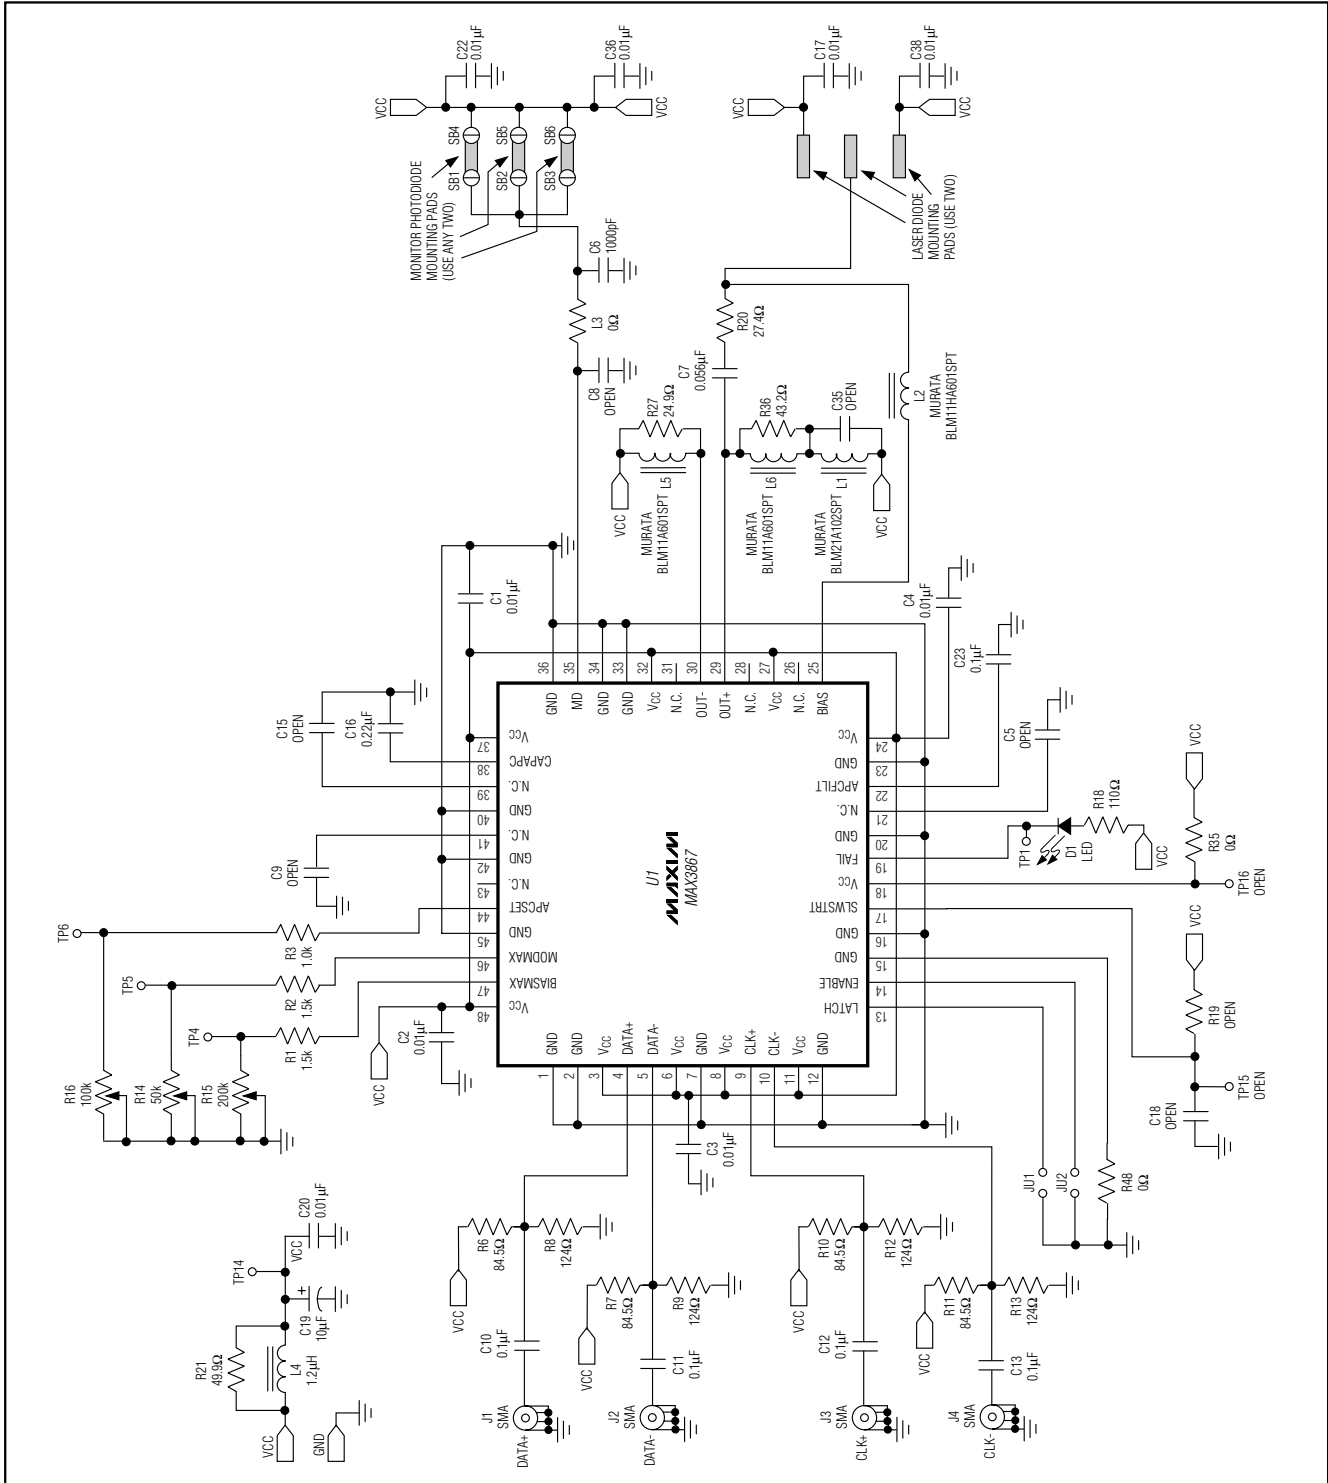 VCC
C22
0.01µF
C36
0.01µF
VCC
SB4
SB5
SB6
SB1
SB2
SB3
MONITOR PHOTODIODE
MOUNTING PADS
(USE ANY TWO)
VCC
C17
0.01µF
C38
0.01µF
VCC
LASER DIODE
MOUNTING
PADS (USE TWO)
C6
1000pF
L3
0Ω
C8
OPEN
R20
27.4Ω
C7
0.056µF
L2
MURATA
BLM11HA601SPT
R27
24.9Ω
R36
43.2Ω
C35
OPEN
VCC
MURATA
BLM11A601SPT
L5
MURATA
BLM11A601SPT
L6
MURATA
BLM21A102SPT
L1
VCC
C1
0.01µF
C4
0.01µF
C23
0.1µF
C5
OPEN
C15
OPEN
C16
0.22µF
C9
OPEN
36
35
34
33
32
31
30
29
28
27
26
25
GND
MD
GND
GND
VCC
N.C.
OUT-
OUT+
N.C.
VCC
N.C.
BIAS
VCC
37
CAPAPC
38
N.C.
39
GND
40
N.C.
41
GND
42
N.C.
43
APCSET
44
GND
45
MODMAX
46
BIASMAX
47
VCC
48
U1
MAXIM
MAX3867
VCC
24
GND
23
APCFILT
22
N.C.
21
GND
20
FAIL
19
VCC
18
SLWSTRT
17
GND
16
GND
15
ENABLE
14
LATCH
13
GND
GND
VCC
DATA+
DATA-
VCC
GND
VCC
CLK+
CLK-
VCC
GND
1
2
3
4
5
6
7
8
9
10
11
12
TP1
D1
LED
R18
110Ω
VCC
VCC
R35
0Ω
TP16
OPEN
VCC
R19
OPEN
TP15
OPEN
C18
OPEN
TP6
TP5
TP4
R3
1.0k
R2
1.5k
R1
1.5k
R16
100k
R14
50k
R15
200k
VCC
C2
0.01µF
C3
0.01µF
JU1
JU2
R48
0Ω
TP14
VCC
C20
0.01µF
+
C19
10µF
R21
49.9Ω
L4
1.2µH
VCC
GND
VCC
R6
84.5Ω
R8
124Ω
C10
0.1µF
J1
SMA
DATA+
VCC
R7
84.5Ω
R9
124Ω
C11
0.1µF
J2
SMA
DATA-
VCC
R10
84.5Ω
R12
124Ω
C12
0.1µF
J3
SMA
CLK+
VCC
R11
84.5Ω
R13
124Ω
C13
0.1µF
J4
SMA
CLK-